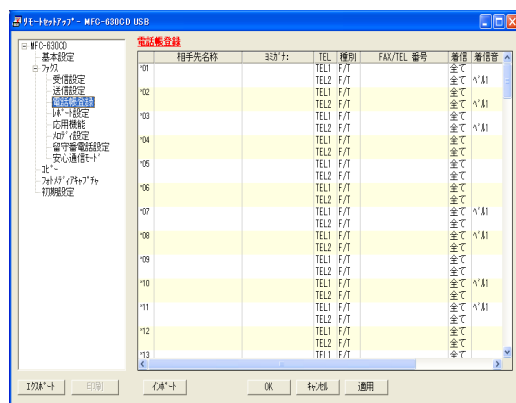 ﾘﾓｰﾄｾｯﾄｱｯﾌﾟ - MFC-630CD USB
MFC-630CD
基本設定
ﾌｧｸｽ
受信設定
送信設定
電話帳登録
ﾚﾎﾟｰﾄ設定
応用機能
ﾒﾛﾃﾞｨ設定
留守番電話設定
安心通信ﾓｰﾄﾞ
ｺﾋﾟｰ
ﾌｫﾄﾒﾃﾞｨｱｷｬﾌﾟﾁｬ
初期設定
電話帳登録
相手先名称 ﾖﾐｶﾞﾅ: TEL 種別 FAX/TEL 番号 着信 着信音
*01 TEL1 F/T 全て
TEL2 F/T 全て ﾍﾞﾙ1
*02 TEL1 F/T 全て
TEL2 F/T 全て ﾍﾞﾙ1
*03 TEL1 F/T 全て
TEL2 F/T 全て ﾍﾞﾙ1
*04 TEL1 F/T 全て
TEL2 F/T 全て
*05 TEL1 F/T 全て
TEL2 F/T 全て
*06 TEL1 F/T 全て
TEL2 F/T 全て
*07 TEL1 F/T 全て ﾍﾞﾙ1
TEL2 F/T 全て
*08 TEL1 F/T 全て ﾍﾞﾙ1
TEL2 F/T 全て
*09 TEL1 F/T 全て
TEL2 F/T 全て
*10 TEL1 F/T 全て ﾍﾞﾙ1
TEL2 F/T 全て
*11 TEL1 F/T 全て ﾍﾞﾙ1
TEL2 F/T 全て
*12 TEL1 F/T 全て
TEL2 F/T 全て
*13 TEL1 F/T 全て
ｴｸｽﾎﾟｰﾄ 印刷 ｲﾝﾎﾟｰﾄ OK ｷｬﾝｾﾙ 適用